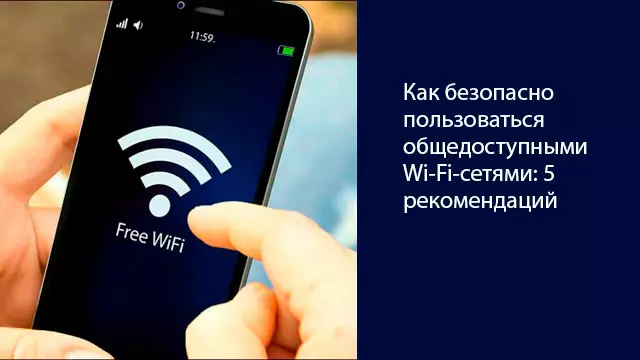 11:59
Free WiFi
Как безопасно
пользоваться
общедоступными
Wi-Fi-сетями: 5
рекомендаций